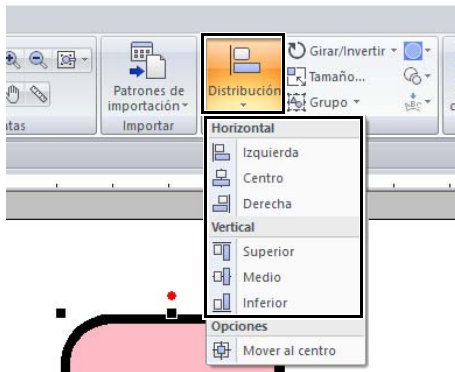 Girar/Invertir
Tamaño...
Grupo
Patrones de
importación
Distribución
Importar
Horizontal
Izquierda
Centro
Derecha
Vertical
Superior
Medio
Inferior
Opciones
Mover al centro